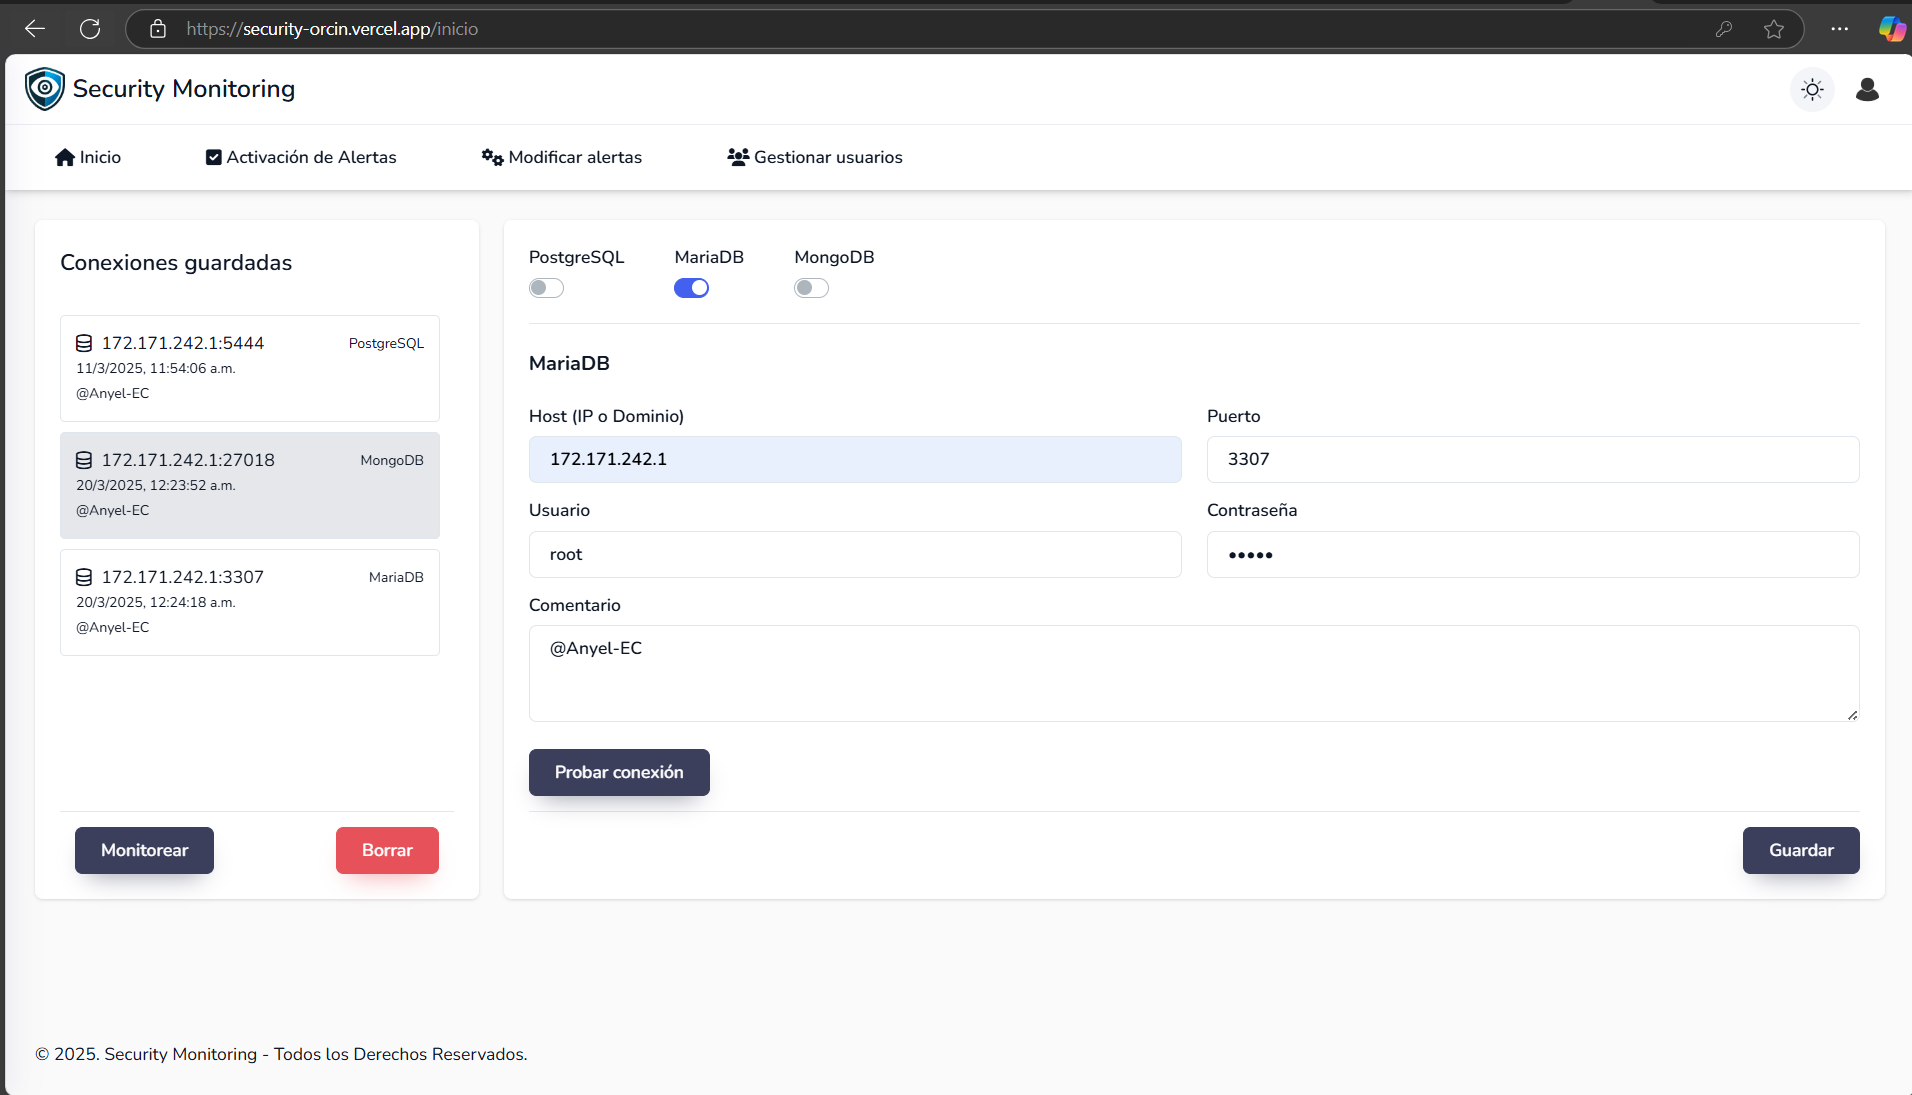 https://security-orcin.vercel.app/inicio
Security Monitoring
Inicio
Activación de Alertas
Modificar alertas
Gestionar usuarios
Conexiones guardadas
172.171.242.1:5444
PostgreSQL
11/3/2025, 11:54:06 a.m.
@Anyel-EC
172.171.242.1:27018
MongoDB
20/3/2025, 12:23:52 a.m.
@Anyel-EC
172.171.242.1:3307
MariaDB
20/3/2025, 12:24:18 a.m.
@Anyel-EC
Monitorear
Borrar
PostgreSQL
MariaDB
MongoDB
MariaDB
Host (IP o Dominio)
172.171.242.1
Puerto
3307
Usuario
root
Contraseña
•••••
Comentario
@Anyel-EC
Probar conexión
Guardar
© 2025. Security Monitoring - Todos los Derechos Reservados.